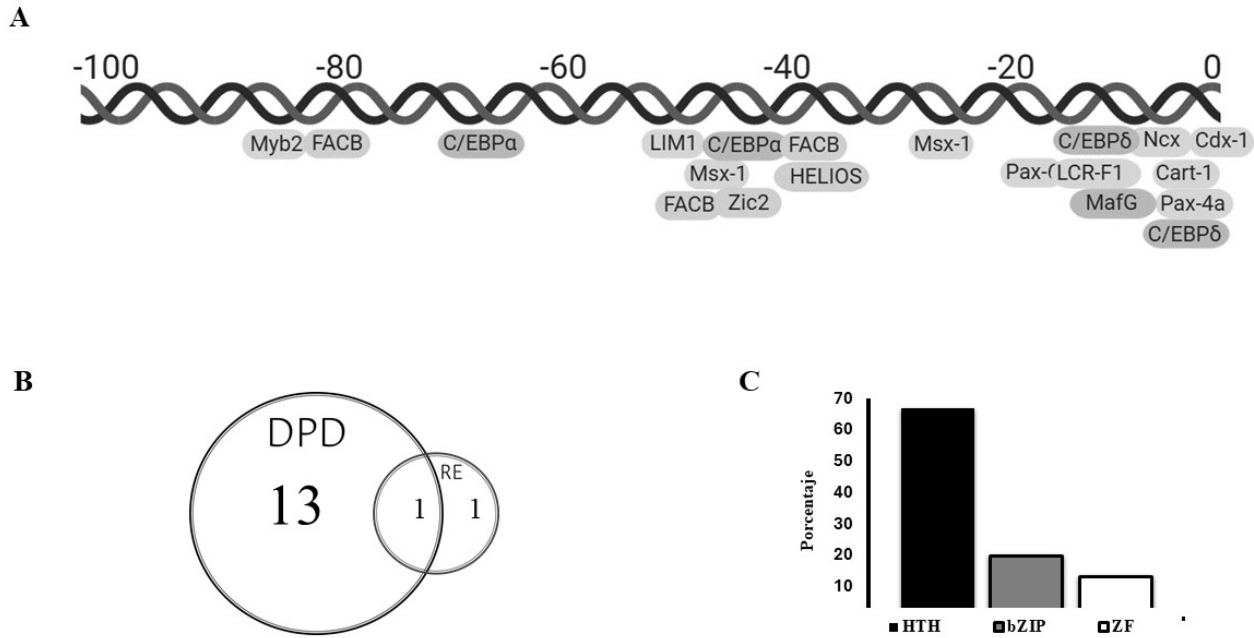 A
-100 -80 -60 -40 -20 0
Myb2 FACB C/EBPα LIM1 C/EBPα FACB Msx-1 C/EBPδ Ncx Cdx-1
Msx-1 HELIOS LCR-F1 Cart-1
FACB Zic2 MafG Pax-4a
C/EBPδ
B
DPD
13
RE
1
1
C
Porcentaje
70
60
50
40
30
20
10
HTH bZIP ZF